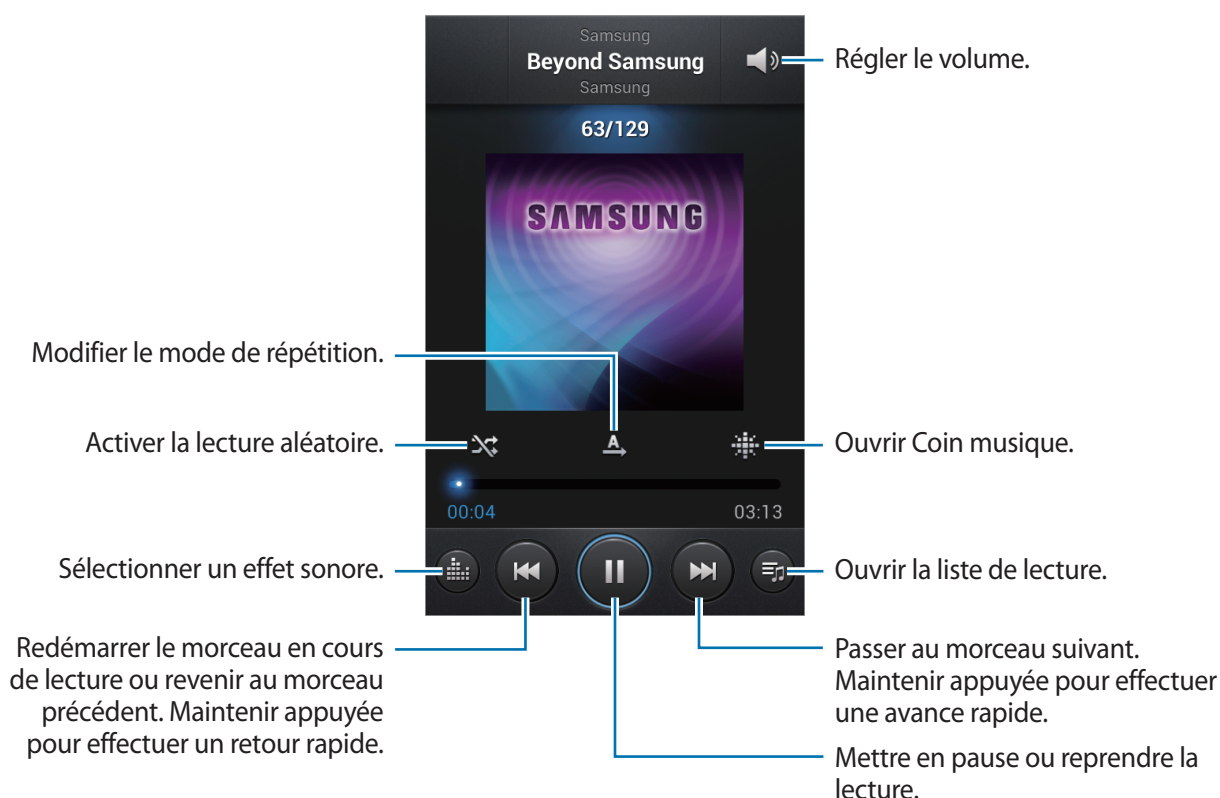 Samsung
Beyond Samsung
Samsung
Régler le volume.
63/129
SAMSUNG
Modifier le mode de répétition.
A
Activer la lecture aléatoire.
Ouvrir Coin musique.
00:04
03:13
Sélectionner un effet sonore.
Ouvrir la liste de lecture.
Redémarrer le morceau en cours
de lecture ou revenir au morceau
précédent. Maintenir appuyée
pour effectuer un retour rapide.
Passer au morceau suivant.
Maintenir appuyée pour effectuer
une avance rapide.
Mettre en pause ou reprendre la
lecture.